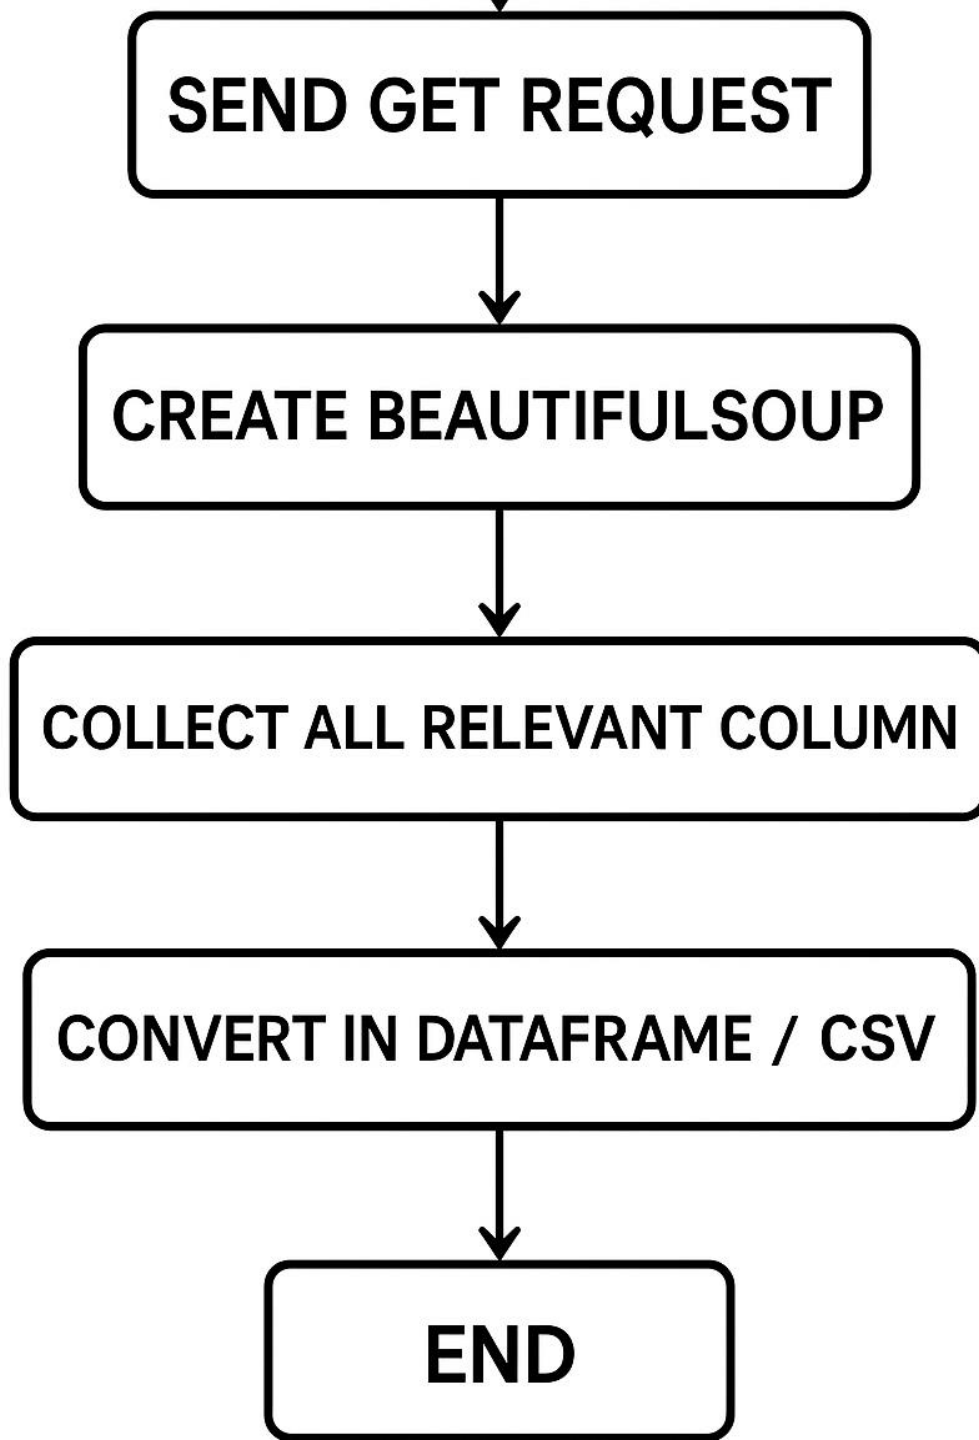 SEND GET REQUEST
CREATE BEAUTIFULSOUP
COLLECT ALL RELEVANT COLUMN
CONVERT IN DATAFRAME / CSV
END